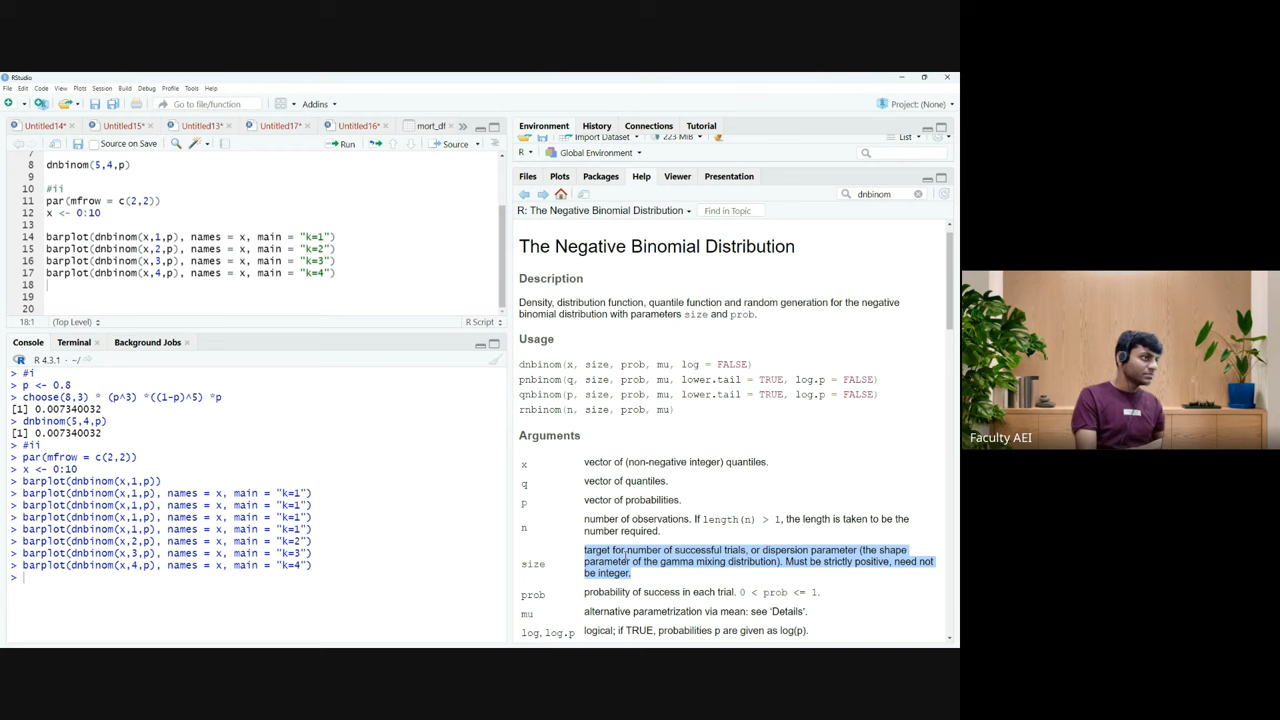 RStudio
File Edit Code View Plots Session Build Debug Profile Tools Help
Go to file/function
Addins
Project: (None)
Untitled14*
Untitled15*
Untitled13*
Untitled17*
Untitled16*
mort_df
Source on Save
Run
Source
7
8 dnbinom(5,4,p)
9
10 #ii
11 par(mfrow = c(2,2))
12 x <- 0:10
13
14 barplot(dnbinom(x,1,p), names = x, main = "k=1")
15 barplot(dnbinom(x,2,p), names = x, main = "k=2")
16 barplot(dnbinom(x,3,p), names = x, main = "k=3")
17 barplot(dnbinom(x,4,p), names = x, main = "k=4")
18
19
20
18:1 (Top Level)
R Script
Console Terminal Background Jobs
R 4.3.1 · ~/
> #i
> p <- 0.8
> choose(8,3) * (p^3) *((1-p)^5) *p
[1] 0.007340032
> dnbinom(5,4,p)
[1] 0.007340032
> #ii
> par(mfrow = c(2,2))
> x <- 0:10
> barplot(dnbinom(x,1,p))
> barplot(dnbinom(x,1,p), names = x, main = "k=1")
> barplot(dnbinom(x,1,p), names = x, main = "k=1")
> barplot(dnbinom(x,1,p), names = x, main = "k=1")
> barplot(dnbinom(x,1,p), names = x, main = "k=1")
> barplot(dnbinom(x,2,p), names = x, main = "k=2")
> barplot(dnbinom(x,3,p), names = x, main = "k=3")
> barplot(dnbinom(x,4,p), names = x, main = "k=4")
>
Environment History Connections Tutorial
Import Dataset
223 MiB
List
R
Global Environment
Files Plots Packages Help Viewer Presentation
dnbinom
R: The Negative Binomial Distribution
Find in Topic
The Negative Binomial Distribution
Description
Density, distribution function, quantile function and random generation for the negative
binomial distribution with parameters size and prob.
Usage
dnbinom(x, size, prob, mu, log = FALSE)
pnbinom(q, size, prob, mu, lower.tail = TRUE, log.p = FALSE)
qnbinom(p, size, prob, mu, lower.tail = TRUE, log.p = FALSE)
rnbinom(n, size, prob, mu)
Arguments
x vector of (non-negative integer) quantiles.
q vector of quantiles.
p vector of probabilities.
n number of observations. If length(n) > 1, the length is taken to be the
number required.
size target for number of successful trials, or dispersion parameter (the shape
parameter of the gamma mixing distribution). Must be strictly positive, need not
be integer.
prob probability of success in each trial. 0 < prob <= 1.
mu alternative parametrization via mean: see ‘Details’.
log, log.p logical; if TRUE, probabilities p are given as log(p).
Faculty AEI